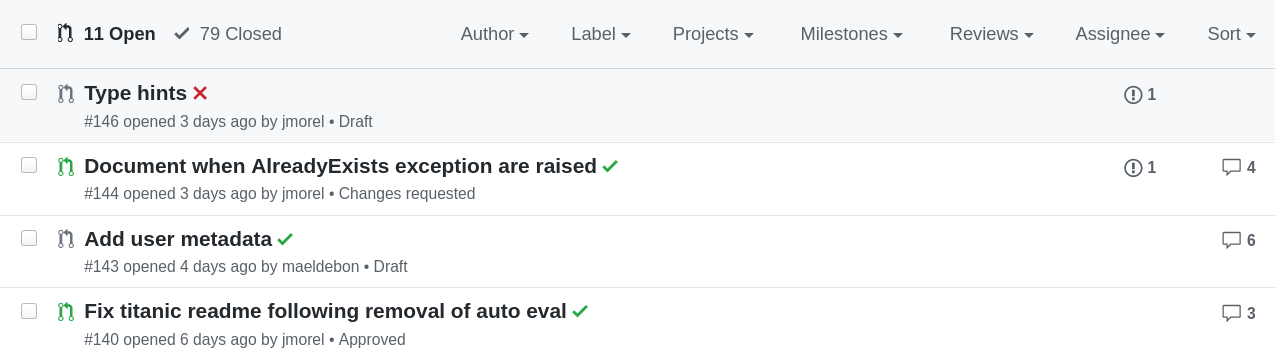 11 Open 79 Closed Author Label Projects Milestones Reviews Assignee Sort
Type hints 1
#146 opened 3 days ago by jmorel • Draft
Document when AlreadyExists exception are raised 1 4
#144 opened 3 days ago by jmorel • Changes requested
Add user metadata 6
#143 opened 4 days ago by maeldebon • Draft
Fix titanic readme following removal of auto eval 3
#140 opened 6 days ago by jmorel • Approved